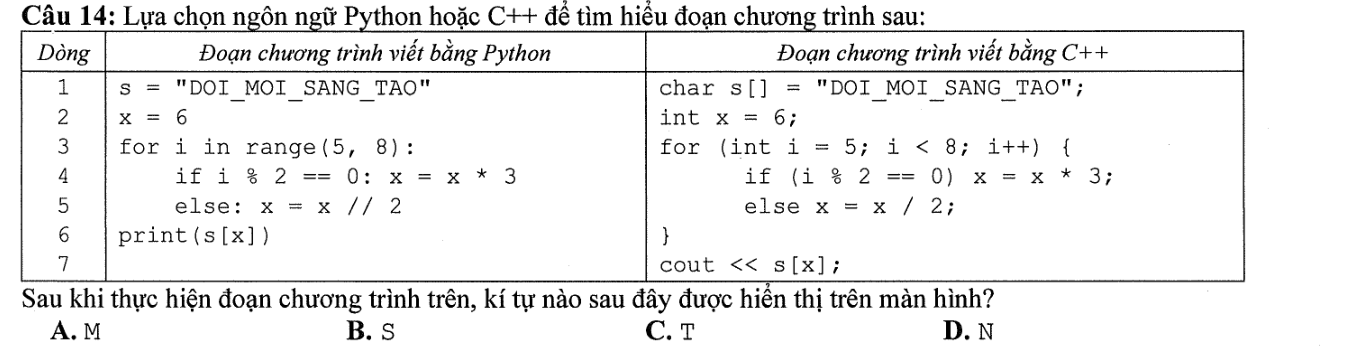 Câu 14: Lựa chọn ngôn ngữ Python hoặc C++ để tìm hiểu đoạn chương trình sau:
Dòng Đoạn chương trình viết bằng Python Đoạn chương trình viết bằng C++
1 s = "DOI_MOI_SANG_TAO" char s[] = "DOI_MOI_SANG_TAO";
2 x = 6 int x = 6;
3 for i in range(5, 8): for (int i = 5; i < 8; i++) {
4 if i % 2 == 0: x = x * 3 if (i % 2 == 0) x = x * 3;
5 else: x = x // 2 else x = x / 2;
6 print(s[x]) }
7 cout << s[x];
Sau khi thực hiện đoạn chương trình trên, kí tự nào sau đây được hiển thị trên màn hình?
A. M B. S C. T D. N